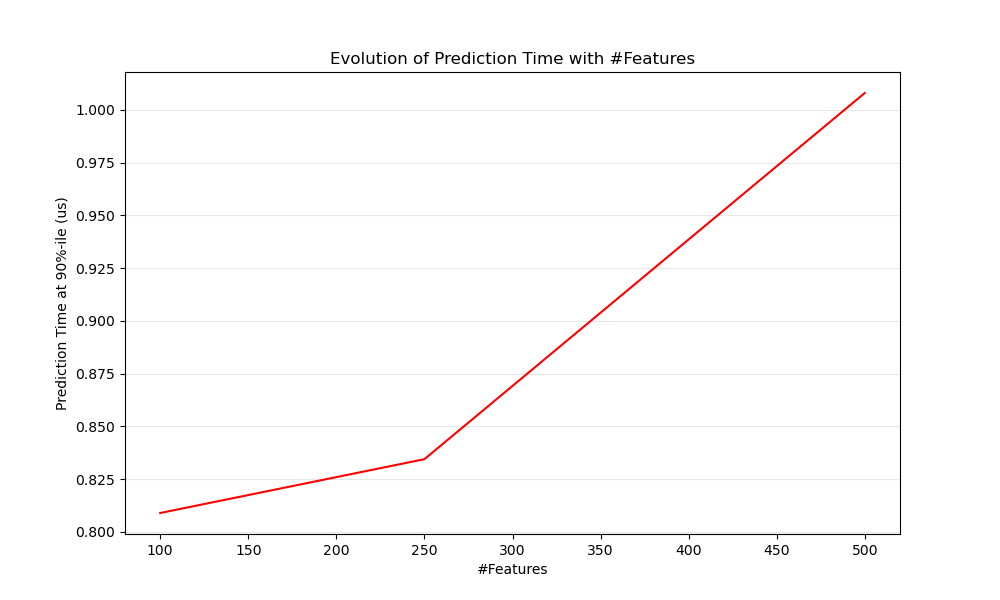 Evolution of Prediction Time with #Features
Prediction Time at 90%-ile (us)
1.000
0.975
0.950
0.925
0.900
0.875
0.850
0.825
0.800
100 150 200 250 300 350 400 450 500
#Features